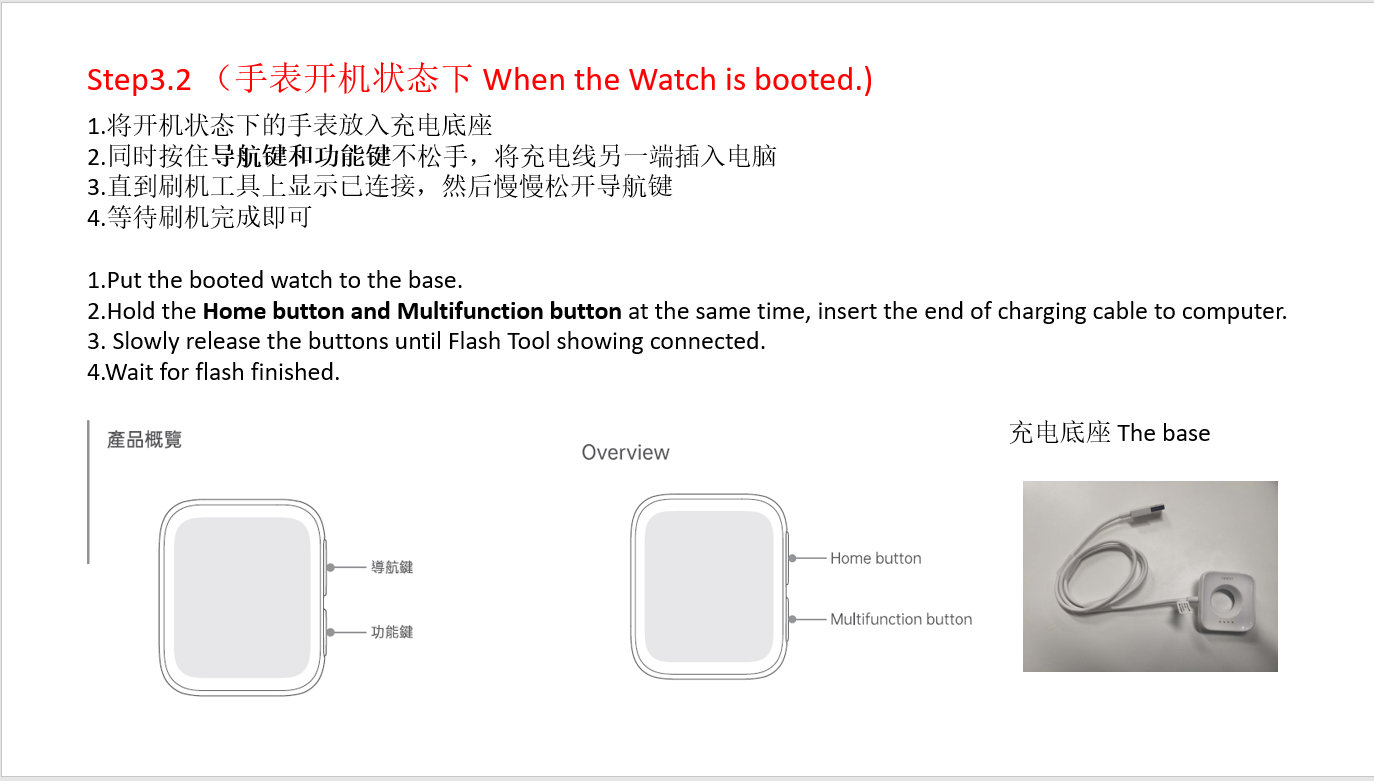 Step3.2 （手表开机状态下 When the Watch is booted.)
1.将开机状态下的手表放入充电底座
2.同时按住导航键和功能键不松手，将充电线另一端插入电脑
3.直到刷机工具上显示已连接，然后慢慢松开导航键
4.等待刷机完成即可
1.Put the booted watch to the base.
2.Hold the Home button and Multifunction button at the same time, insert the end of charging cable to computer.
3. Slowly release the buttons until Flash Tool showing connected.
4.Wait for flash finished.
產品概覽
導航鍵
功能鍵
Overview
Home button
Multifunction button
充电底座 The base